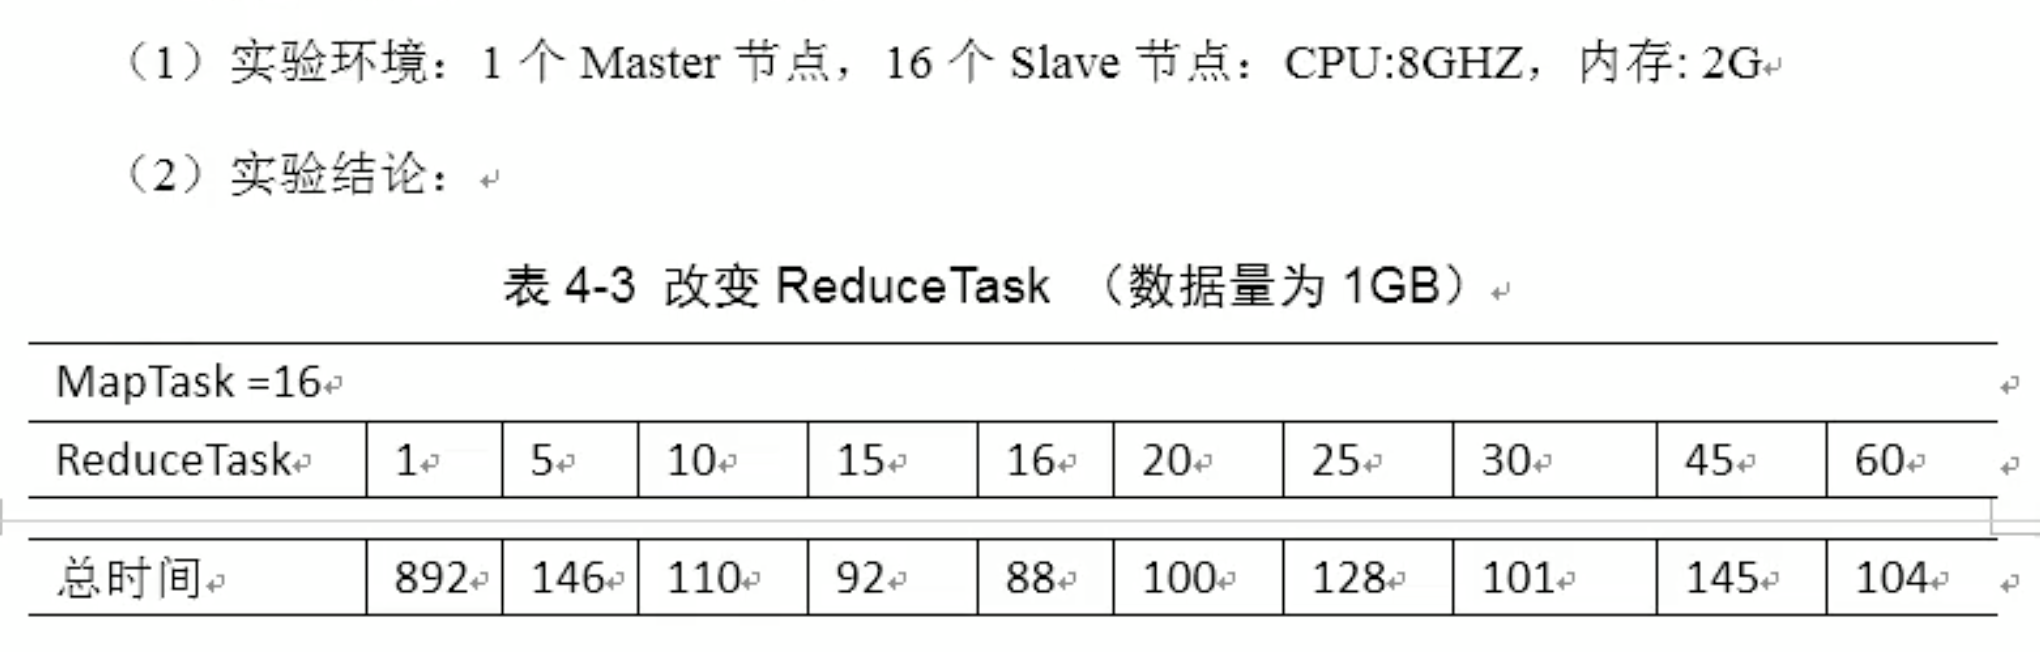 （1）实验环境：1 个 Master 节点，16 个 Slave 节点：CPU:8GHZ，内存: 2G
（2）实验结论：
表 4-3 改变 ReduceTask （数据量为 1GB）
MapTask =16
ReduceTask 1 5 10 15 16 20 25 30 45 60
总时间 892 146 110 92 88 100 128 101 145 104